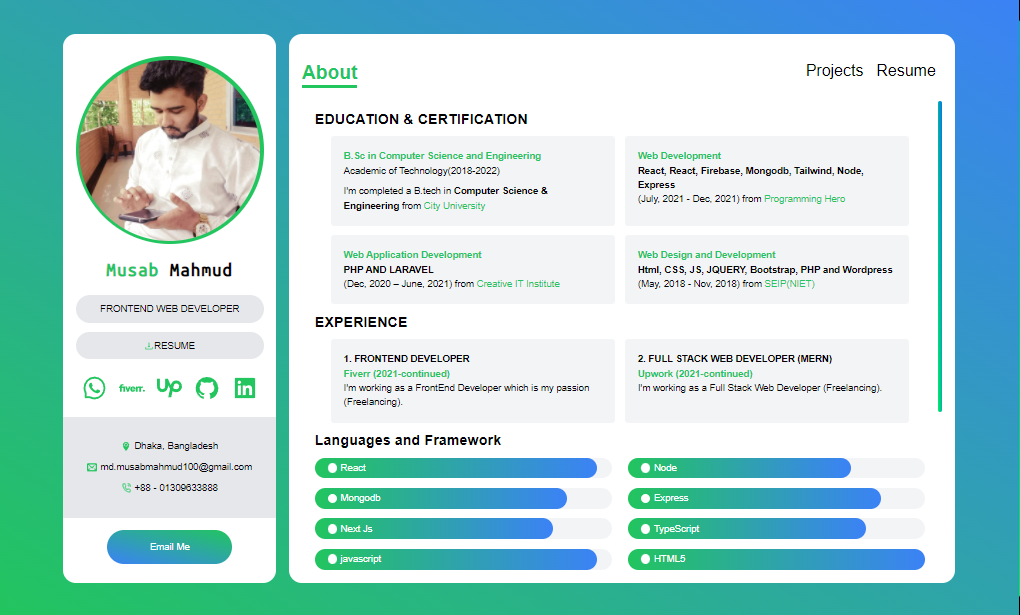 Musab Mahmud
FRONTEND WEB DEVELOPER
RESUME
fiverr.
Up
in
Dhaka, Bangladesh
md.musabmahmud100@gmail.com
+88 - 01309633888
Email Me
About
Projects Resume
EDUCATION & CERTIFICATION
B.Sc in Computer Science and Engineering
Academic of Technology(2018-2022)
I'm completed a B.tech in Computer Science &
Engineering from City University
Web Development
React, React, Firebase, Mongodb, Tailwind, Node,
Express
(July, 2021 - Dec, 2021) from Programming Hero
Web Application Development
PHP AND LARAVEL
(Dec, 2020 – June, 2021) from Creative IT Institute
Web Design and Development
Html, CSS, JS, JQUERY, Bootstrap, PHP and Wordpress
(May, 2018 - Nov, 2018) from SEIP(NIET)
EXPERIENCE
1. FRONTEND DEVELOPER
Fiverr (2021-continued)
I'm working as a FrontEnd Developer which is my passion
(Freelancing).
2. FULL STACK WEB DEVELOPER (MERN)
Upwork (2021-continued)
I'm working as a Full Stack Web Developer (Freelancing).
Languages and Framework
React
Node
Mongodb
Express
Next Js
TypeScript
javascript
HTML5